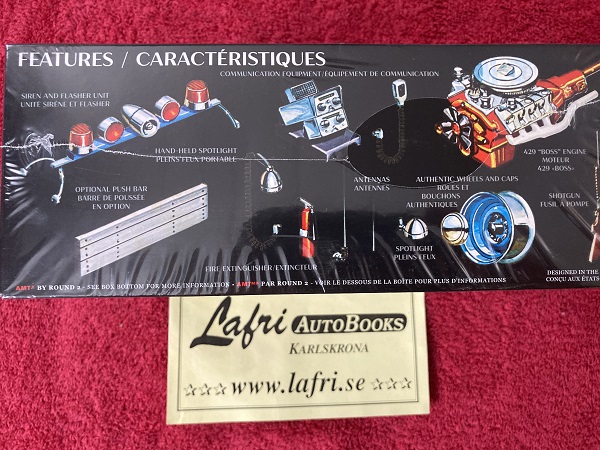 FEATURES / CARACTÉRISTIQUES
COMMUNICATION EQUIPMENT/ÉQUIPEMENT DE COMMUNICATION
SIREN AND FLASHER UNIT
UNITÉ SIRÈNE ET FLASHER
HAND-HELD SPOTLIGHT
PLEINS FEUX PORTABLE
OPTIONAL PUSH BAR
BARRE DE POUSSÉE
EN OPTION
ANTENNAS
ANTENNES
AUTHENTIC WHEELS AND CAPS
ROUES ET
BOUCHONS
AUTHENTIQUES
429 "BOSS" ENGINE
MOTEUR
429 «BOSS»
SHOTGUN
FUSIL À POMPE
SPOTLIGHT
PLEINS FEUX
FIRE EXTINGUISHER/EXTINCTEUR
AMT BY ROUND 2 - SEE BOX BOTTOM FOR MORE INFORMATION • AMT PAR ROUND 2 - VOIR LE DESSOUS DE LA BOÎTE POUR PLUS D'INFORMATIONS
DESIGNED IN THE
CONÇU AUX ÉTATS
Lafri AUTOBOOKS
KARLSKRONA
www.lafri.se